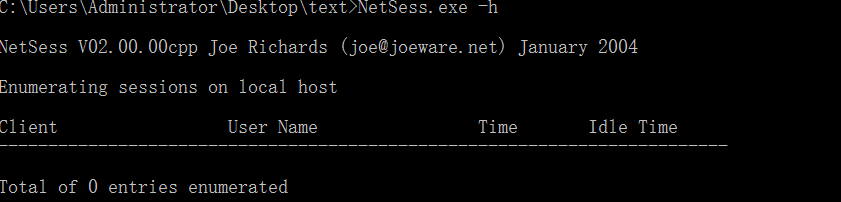 C:\Users\Administrator\Desktop\text>NetSess.exe -h
NetSess V02.00.00cpp Joe Richards (joe@joeware.net) January 2004
Enumerating sessions on local host
Client User Name Time Idle Time
-------------------------------------------------------------------------
Total of 0 entries enumerated